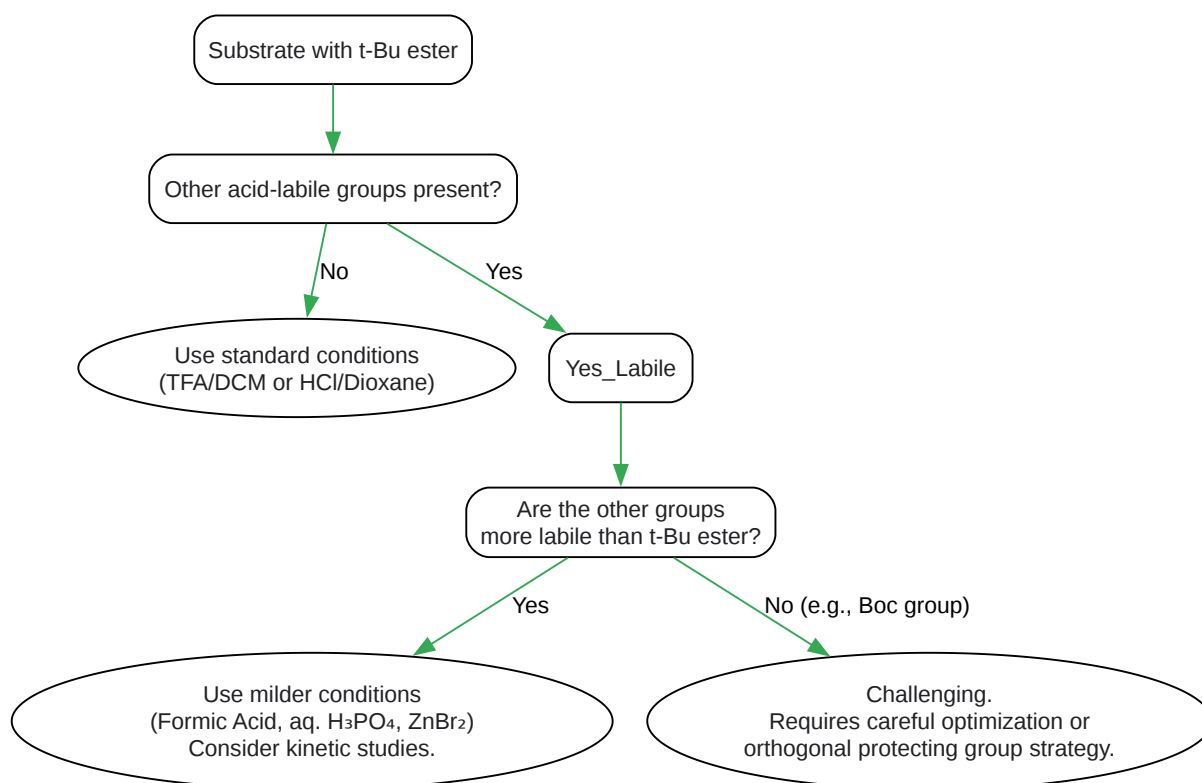 Substrate with t-Bu ester
Other acid-labile groups present?
No
Yes
Use standard conditions
(TFA/DCM or HCl/Dioxane)
Yes_Labile
Are the other groups
more labile than t-Bu ester?
Yes
No (e.g., Boc group)
Use milder conditions
(Formic Acid, aq. H₃PO₄, ZnBr₂)
Consider kinetic studies.
Challenging.
Requires careful optimization or
orthogonal protecting group strategy.